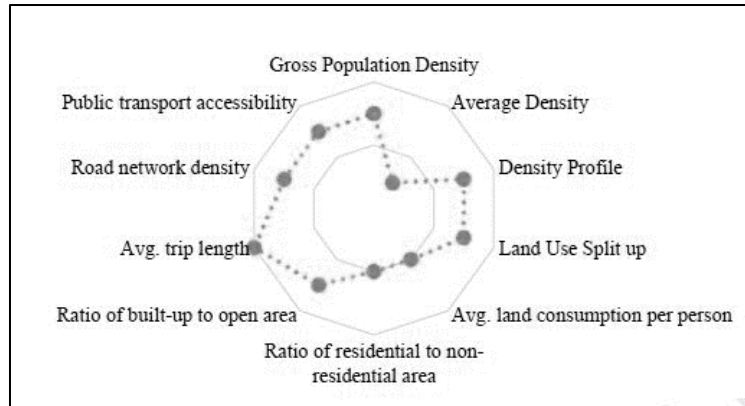 Gross Population Density
Public transport accessibility
Average Density
Road network density
Density Profile
Avg. trip length
Land Use Split up
Ratio of built-up to open area
Avg. land consumption per person
Ratio of residential to non-
residential area